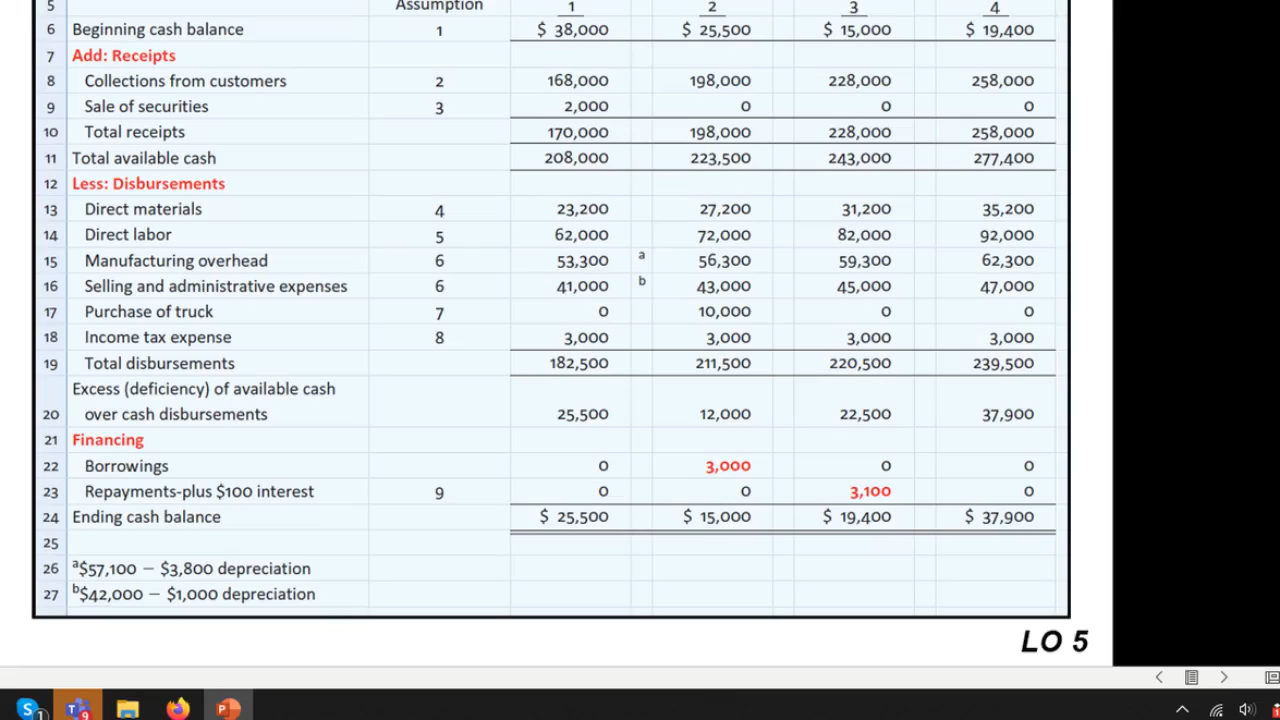 5 Assumption 1 2 3 4
6 Beginning cash balance 1 $ 38,000 $ 25,500 $ 15,000 $ 19,400
7 Add: Receipts
8 Collections from customers 2 168,000 198,000 228,000 258,000
9 Sale of securities 3 2,000 0 0 0
10 Total receipts 170,000 198,000 228,000 258,000
11 Total available cash 208,000 223,500 243,000 277,400
12 Less: Disbursements
13 Direct materials 4 23,200 27,200 31,200 35,200
14 Direct labor 5 62,000 72,000 82,000 92,000
15 Manufacturing overhead 6 53,300 a 56,300 59,300 62,300
16 Selling and administrative expenses 6 41,000 b 43,000 45,000 47,000
17 Purchase of truck 7 0 10,000 0 0
18 Income tax expense 8 3,000 3,000 3,000 3,000
19 Total disbursements 182,500 211,500 220,500 239,500
Excess (deficiency) of available cash
20 over cash disbursements 25,500 12,000 22,500 37,900
21 Financing
22 Borrowings 0 3,000 0 0
23 Repayments-plus $100 interest 9 0 0 3,100 0
24 Ending cash balance $ 25,500 $ 15,000 $ 19,400 $ 37,900
25
26 a$57,100 – $3,800 depreciation
27 b$42,000 – $1,000 depreciation
LO 5
S 1 T 9 P